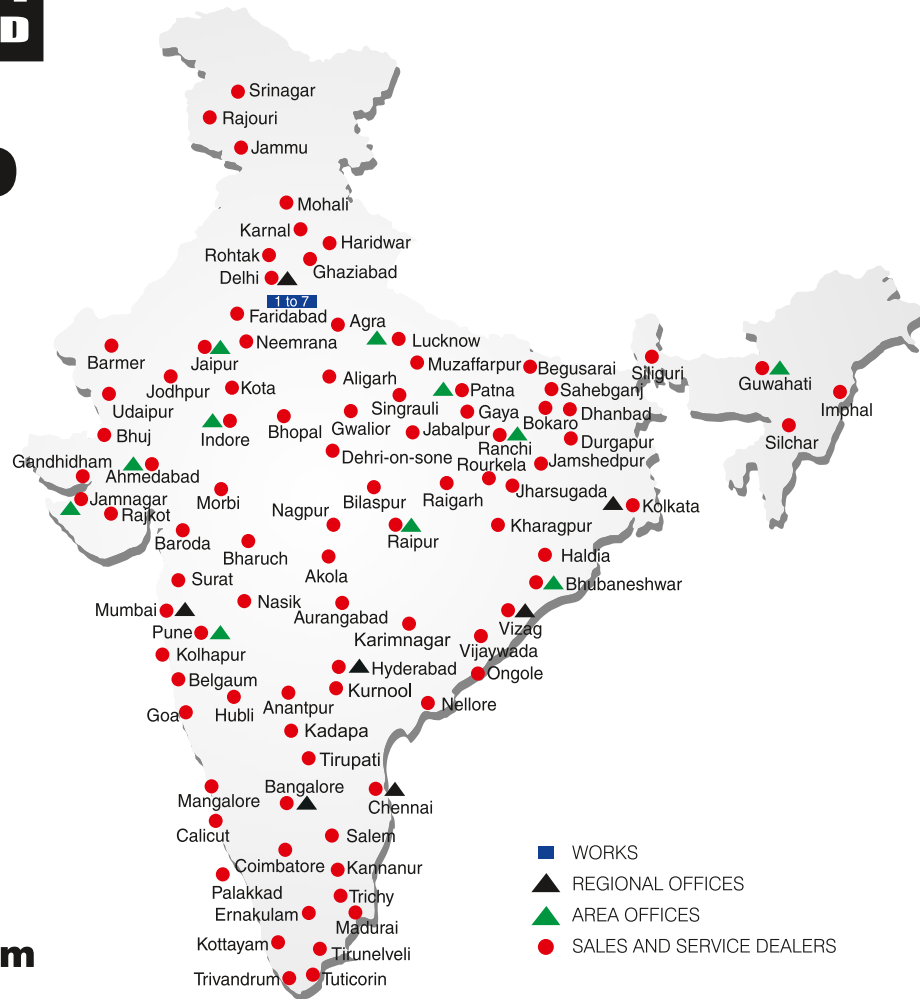 D
Srinagar
Rajouri
Jammu
Mohali
Karnal
Haridwar
Rohtak
Ghaziabad
Delhi
1 to 7
Faridabad
Agra
Neemrana
Lucknow
Barmer
Jaipur
Muzaffarpur
Begusarai
Siliguri
Guwahati
Jodhpur
Kota
Aligarh
Patna
Sahebganj
Imphal
Udaipur
Singrauli
Gaya
Bokaro
Dhanbad
Bhuj
Indore
Bhopal
Gwalior
Jabalpur
Ranchi
Durgapur
Silchar
Gandhidham
Ahmedabad
Dehri-on-sone
Rourkela
Jamshedpur
Jamnagar
Morbi
Bilaspur
Raigarh
Jharsugada
Kolkata
Rajkot
Nagpur
Kharagpur
Baroda
Raipur
Bharuch
Akola
Haldia
Surat
Bhubaneshwar
Mumbai
Nasik
Aurangabad
Vizag
Pune
Karimnagar
Vijaywada
Kolhapur
Hyderabad
Ongole
Belgaum
Kurnool
Goa
Hubli
Anantpur
Nellore
Kadapa
Tirupati
Mangalore
Bangalore
Chennai
Calicut
Salem
Coimbatore
Kannanur
Palakkad
Trichy
Ernakulam
Madurai
Kottayam
Tirunelveli
Trivandrum
Tuticorin
WORKS
REGIONAL OFFICES
AREA OFFICES
SALES AND SERVICE DEALERS
m